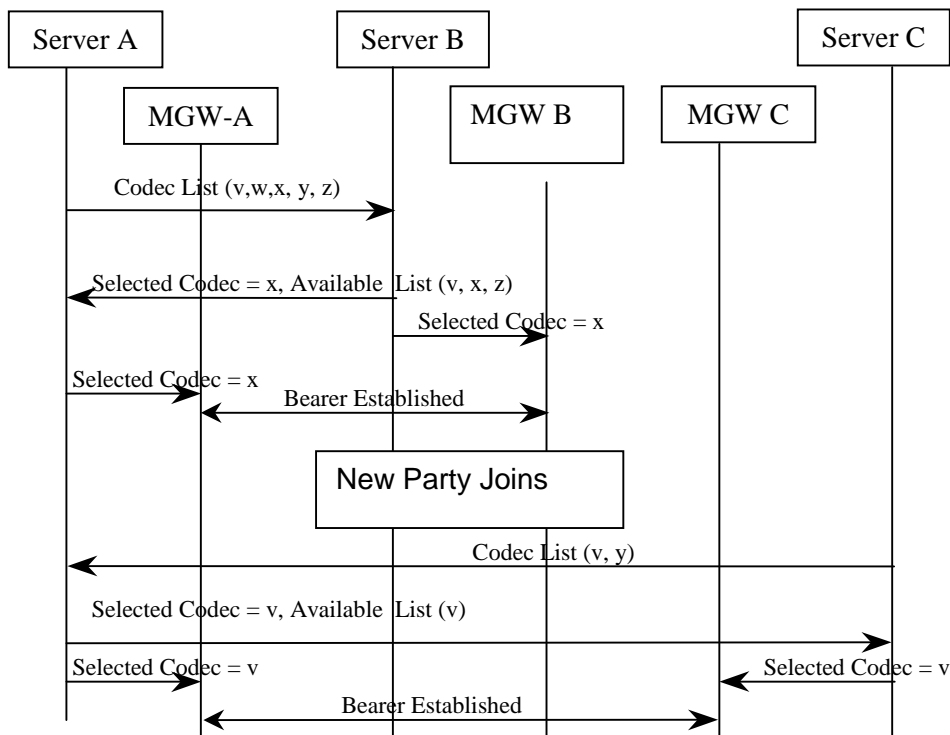 Server A
Server B
Server C
MGW-A
MGW B
MGW C
Codec List (v,w,x, y, z)
Selected Codec = x, Available List (v, x, z)
Selected Codec = x
Selected Codec = x
Bearer Established
New Party Joins
Codec List (v, y)
Selected Codec = v, Available List (v)
Selected Codec = v
Selected Codec = v
Bearer Established